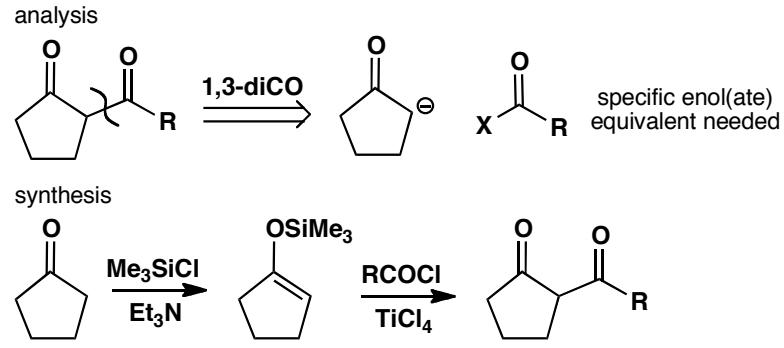 analysis
O
O
R
1,3-diCO
O
⊖
O
X
R
specific enol(ate)
equivalent needed
synthesis
O
Me₃SiCl
Et₃N
OSiMe₃
RCOCl
TiCl₄
O
O
R